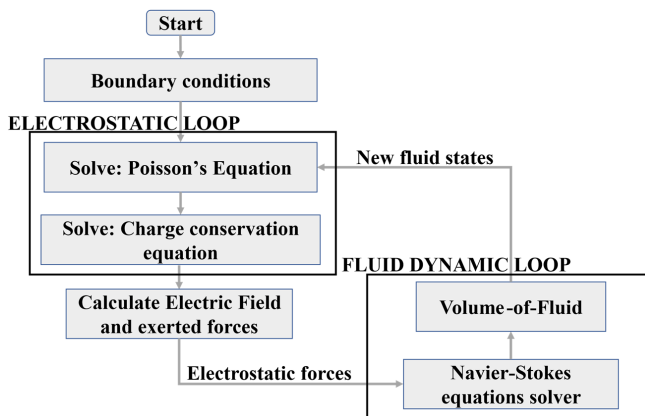 Start
Boundary conditions
ELECTROSTATIC LOOP
Solve: Poisson’s Equation
New fluid states
Solve: Charge conservation
equation
FLUID DYNAMIC LOOP
Calculate Electric Field
and exerted forces
Volume-of-Fluid
Electrostatic forces
Navier-Stokes
equations solver